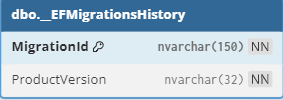 dbo.__EFMigrationsHistory
MigrationId nvarchar(150) NN
ProductVersion nvarchar(32) NN